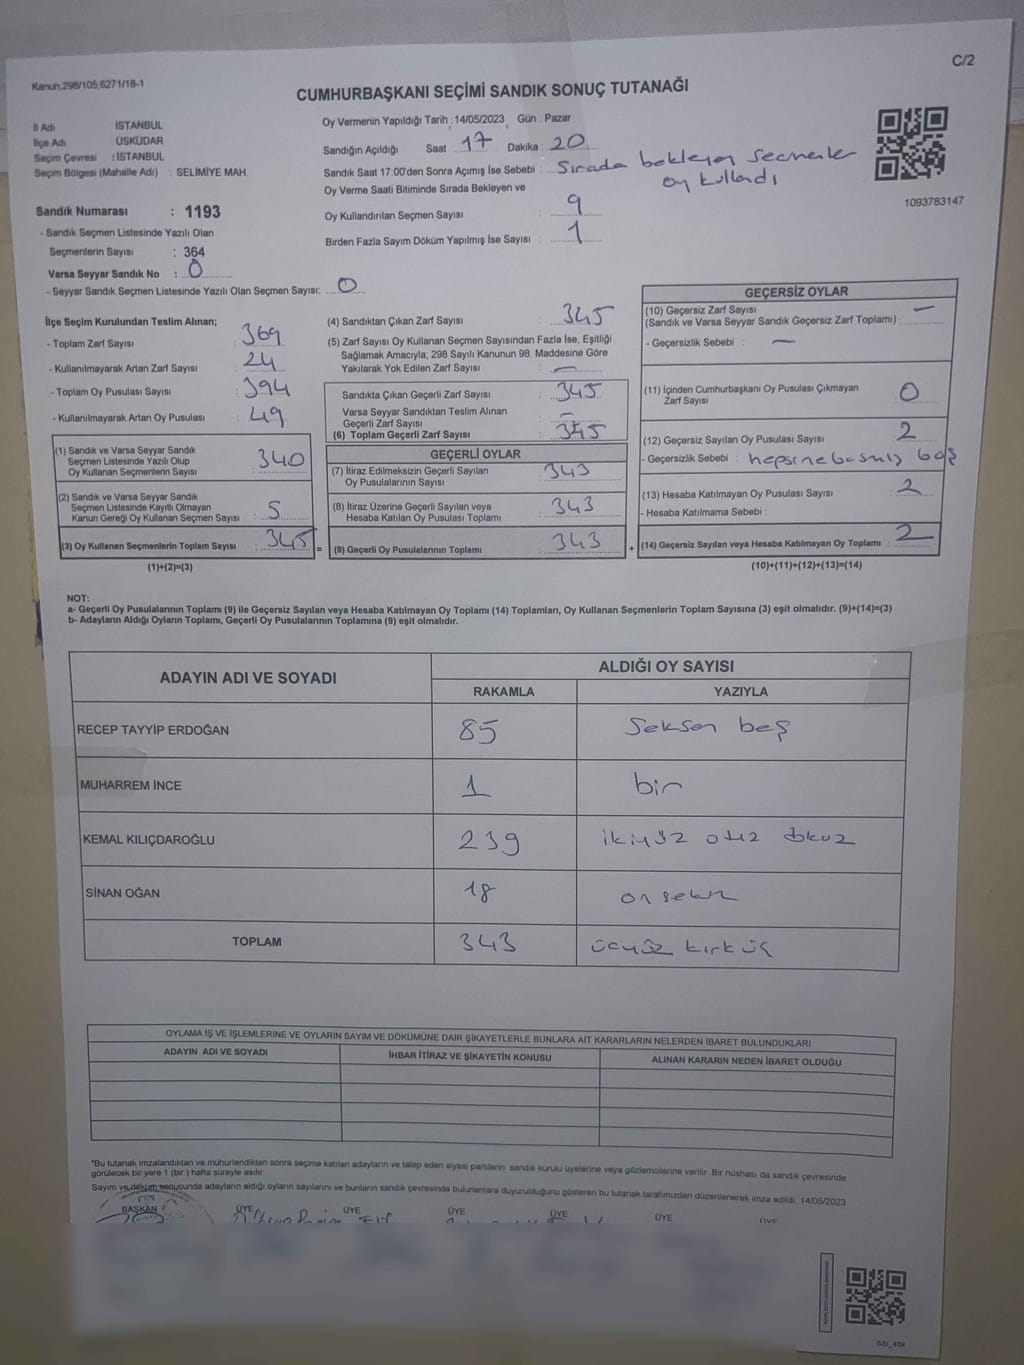 C/2
Kanun,298/105;6271/18-1
CUMHURBAŞKANI SEÇİMİ SANDIK SONUÇ TUTANAĞI
İl Adı İSTANBUL
İlçe Adı ÜSKÜDAR
Seçim Çevresi : İSTANBUL
Seçim Bölgesi (Mahalle Adı) : SELİMİYE MAH.
Sandık Numarası : 1193
- Sandık Seçmen Listesinde Yazılı Olan
Seçmenlerin Sayısı : 364
Varsa Seyyar Sandık No : 0
- Seyyar Sandık Seçmen Listesinde Yazılı Olan Seçmen Sayısı: 0
Oy Vermenin Yapıldığı Tarih : 14/05/2023, Gün : Pazar
Sandığın Açıldığı Saat 17 Dakika : 20
Sandık Saat 17:00'den Sonra Açımış İse Sebebi : Sırada bekleyen seçmenler
oy kullandı
Oy Verme Saati Bitiminde Sırada Bekleyen ve
Oy Kullandırılan Seçmen Sayısı : 9
Birden Fazla Sayım Döküm Yapılmış İse Sayısı : 1
1093783147
İlçe Seçim Kurulundan Teslim Alınan;
- Toplam Zarf Sayısı : 369
- Kullanılmayarak Artan Zarf Sayısı : 24
- Toplam Oy Pusulası Sayısı : 394
- Kullanılmayarak Artan Oy Pusulası : 49
(1) Sandık ve Varsa Seyyar Sandık
Seçmen Listesinde Yazılı Olup
Oy Kullanan Seçmenlerin Sayısı : 340
(2) Sandık ve Varsa Seyyar Sandık
Seçmen Listesinde Kayıtlı Olmayan
Kanun Gereği Oy Kullanan Seçmen Sayısı : 5
(3) Oy Kullanan Seçmenlerin Toplam Sayısı : 345 =
(1)+(2)=(3)
(4) Sandıktan Çıkan Zarf Sayısı : 345
(5) Zarf Sayısı Oy Kullanan Seçmen Sayısından Fazla İse, Eşitliği
Sağlamak Amacıyla; 298 Sayılı Kanunun 98. Maddesine Göre
Yakılarak Yok Edilen Zarf Sayısı : —
Sandıkta Çıkan Geçerli Zarf Sayısı : 345
Varsa Seyyar Sandıktan Teslim Alınan
Geçerli Zarf Sayısı : —
(6) Toplam Geçerli Zarf Sayısı : 345
GEÇERLİ OYLAR
(7) İtiraz Edilmeksizin Geçerli Sayılan
Oy Pusulalarının Sayısı : 343
(8) İtiraz Üzerine Geçerli Sayılan veya
Hesaba Katılan Oy Pusulası Toplamı : 343
(9) Geçerli Oy Pusulalarının Toplamı : 343 +
GEÇERSİZ OYLAR
(10) Geçersiz Zarf Sayısı —
(Sandık ve Varsa Seyyar Sandık Geçersiz Zarf Toplamı) :
- Geçersizlik Sebebi : —
(11) İçinden Cumhurbaşkanı Oy Pusulası Çıkmayan
Zarf Sayısı 0
(12) Geçersiz Sayılan Oy Pusulası Sayısı 2
- Geçersizlik Sebebi : hepsine basmış boş
(13) Hesaba Katılmayan Oy Pusulası Sayısı 2
- Hesaba Katılmama Sebebi :
(14) Geçersiz Sayılan veya Hesaba Katılmayan Oy Toplamı : 2
(10)+(11)+(12)+(13)=(14)
NOT:
a- Geçerli Oy Pusulalarının Toplamı (9) ile Geçersiz Sayılan veya Hesaba Katılmayan Oy Toplamı (14) Toplamları, Oy Kullanan Seçmenlerin Toplam Sayısına (3) eşit olmalıdır. (9)+(14)=(3)
b- Adayların Aldığı Oyların Toplamı, Geçerli Oy Pusulalarının Toplamına (9) eşit olmalıdır.
ADAYIN ADI VE SOYADI ALDIĞI OY SAYISI
RAKAMLA YAZIYLA
RECEP TAYYİP ERDOĞAN 85 Seksen beş
MUHARREM İNCE 1 bir
KEMAL KILIÇDAROĞLU 239 ikiyüz otuz dokuz
SİNAN OĞAN 18 on sekiz
TOPLAM 343 üçyüz kırküç
OYLAMA İŞ VE İŞLEMLERİNE VE OYLARIN SAYIM VE DÖKÜMÜNE DAİR ŞİKAYETLERLE BUNLARA AİT KARARLARIN NELERDEN İBARET BULUNDUKLARI
ADAYIN ADI VE SOYADI İHBAR İTİRAZ VE ŞİKAYETİN KONUSU ALINAN KARARIN NEDEN İBARET OLDUĞU
*Bu tutanak imzalandıktan ve mühürlendikten sonra seçime katılan adayların ve talep eden siyasi partilerin sandık kurulu üyelerine veya gözlemcilerine verilir. Bir nüshası da sandık çevresinde
görülecek bir yere 1 (bir) hafta süreyle asılır.
Sayım ve döküm sonucunda adayların aldığı oyların sayılarını ve bunların sandık çevresinde bulunanlara duyurulduğunu gösteren bu tutanak tarafımızdan düzenlenerek imza edildi. 14/05/2023
BAŞKAN ÜYE ÜYE ÜYE ÜYE ÜYE ÜYE